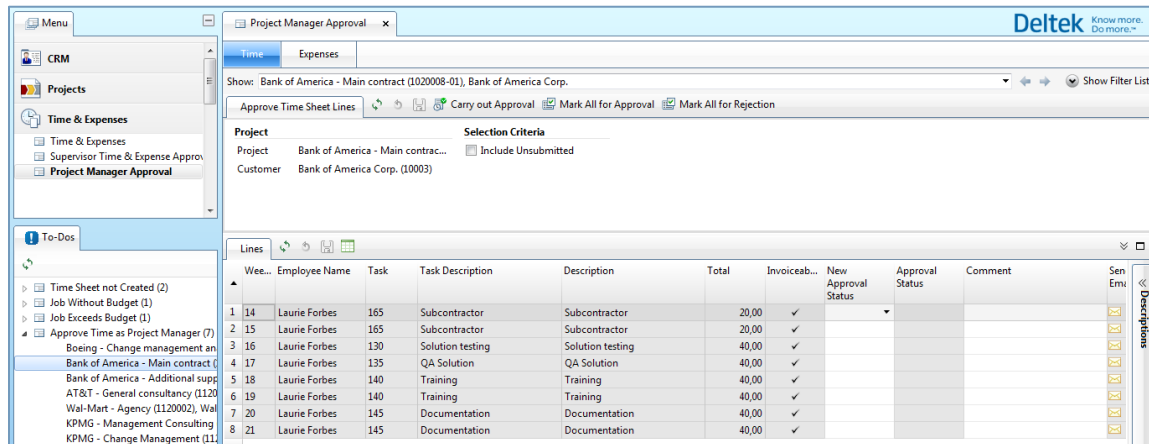 Menu
CRM
Projects
Time & Expenses
Time & Expenses
Supervisor Time & Expense Approv
Project Manager Approval
To-Dos
Time Sheet not Created (2)
Job Without Budget (1)
Job Exceeds Budget (1)
Approve Time as Project Manager (7)
Boeing - Change management an
Bank of America - Main contract (
Bank of America - Additional supp
AT&T - General consultancy (1120
Wal-Mart - Agency (1120002), Wal
KPMG - Management Consulting
KPMG - Change Management (112
Project Manager Approval x
Deltek Know more.
Do more.™
Time Expenses
Show: Bank of America - Main contract (1020008-01), Bank of America Corp. Show Filter List
Approve Time Sheet Lines Carry out Approval Mark All for Approval Mark All for Rejection
Project Selection Criteria
Project Bank of America - Main contrac... Include Unsubmitted
Customer Bank of America Corp. (10003)
Lines
Wee... Employee Name Task Task Description Description Total Invoiceab... New Approval Comment Sen
Approval Status Ema
Status
1 14 Laurie Forbes 165 Subcontractor Subcontractor 20,00 ✓
2 15 Laurie Forbes 165 Subcontractor Subcontractor 20,00 ✓
3 16 Laurie Forbes 130 Solution testing Solution testing 40,00 ✓
4 17 Laurie Forbes 135 QA Solution QA Solution 40,00 ✓
5 18 Laurie Forbes 140 Training Training 40,00 ✓
6 19 Laurie Forbes 140 Training Training 40,00 ✓
7 20 Laurie Forbes 145 Documentation Documentation 40,00 ✓
8 21 Laurie Forbes 145 Documentation Documentation 40,00 ✓
Descriptions